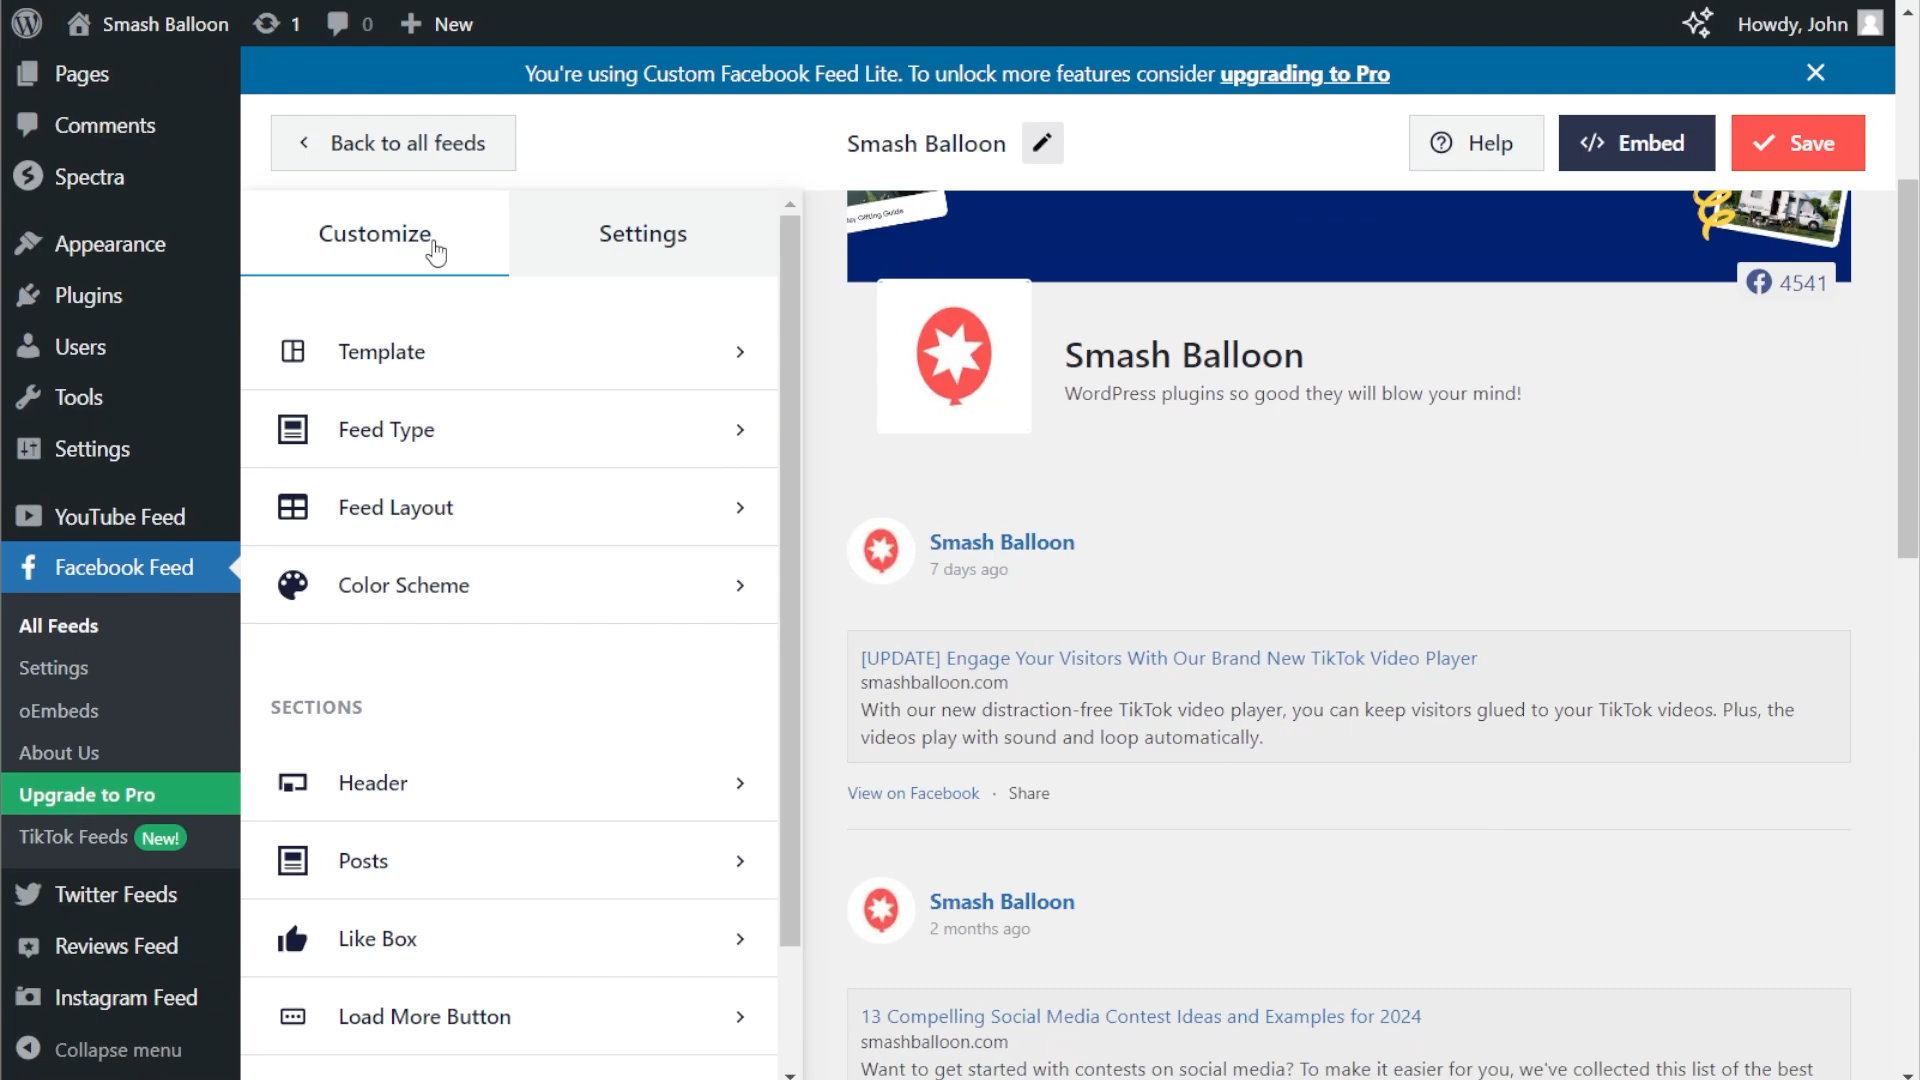 Smash Balloon
1
0
New
Howdy, John
Pages
Comments
Spectra
Appearance
Plugins
Users
Tools
Settings
YouTube Feed
Facebook Feed
All Feeds
Settings
oEmbeds
About Us
Upgrade to Pro
TikTok Feeds New!
Twitter Feeds
Reviews Feed
Instagram Feed
Collapse menu
You're using Custom Facebook Feed Lite. To unlock more features consider upgrading to Pro
Back to all feeds
Smash Balloon
Help
</> Embed
Save
Customize
Settings
Template
Feed Type
Feed Layout
Color Scheme
SECTIONS
Header
Posts
Like Box
Load More Button
Gifting Guide
4541
Smash Balloon
WordPress plugins so good they will blow your mind!
Smash Balloon
7 days ago
[UPDATE] Engage Your Visitors With Our Brand New TikTok Video Player
smashballoon.com
With our new distraction-free TikTok video player, you can keep visitors glued to your TikTok videos. Plus, the
videos play with sound and loop automatically.
View on Facebook · Share
Smash Balloon
2 months ago
13 Compelling Social Media Contest Ideas and Examples for 2024
smashballoon.com
Want to get started with contests on social media? To make it easier for you, we've collected this list of the best